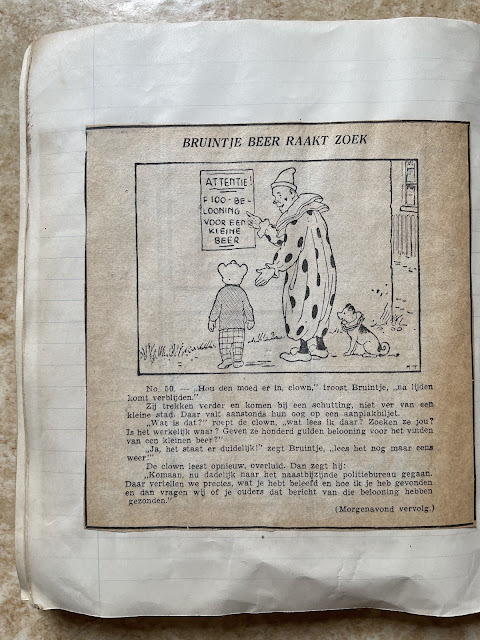 BRUINTJE BEER RAAKT ZOEK
ATTENTIE!
F 100.- BE-
LOONING
VOOR EEN
KLEINE
BEER
M T
No. 50. — „Hou den moed er in, clown," troost Bruintje, „na lijden
komt verblijden."
Zij trekken verder en komen bij een schutting, niet ver van een
kleine stad. Daar valt aanstonds hun oog op een aanplakbiljet.
„Wat is dat?" roept de clown, „wat lees ik daar? Zoeken ze jou?
Is het werkelijk waar? Geven ze honderd gulden belooning voor het vinden
van een kleinen beer?"
„Ja, het staat er duidelijk!" zegt Bruintje, „lees het nog maar eens
weer!"
De clown leest opnieuw, overluid. Dan zegt hij:
„Komaan, nu dadelijk naar het naastbijzijnde politiebureau gegaan.
Daar vertellen we precies, wat je hebt beleefd en hoe ik je heb gevonden
en dan vragen wij of je ouders dat bericht van die belooning hebben
gezonden."
(Morgenavond vervolg.)